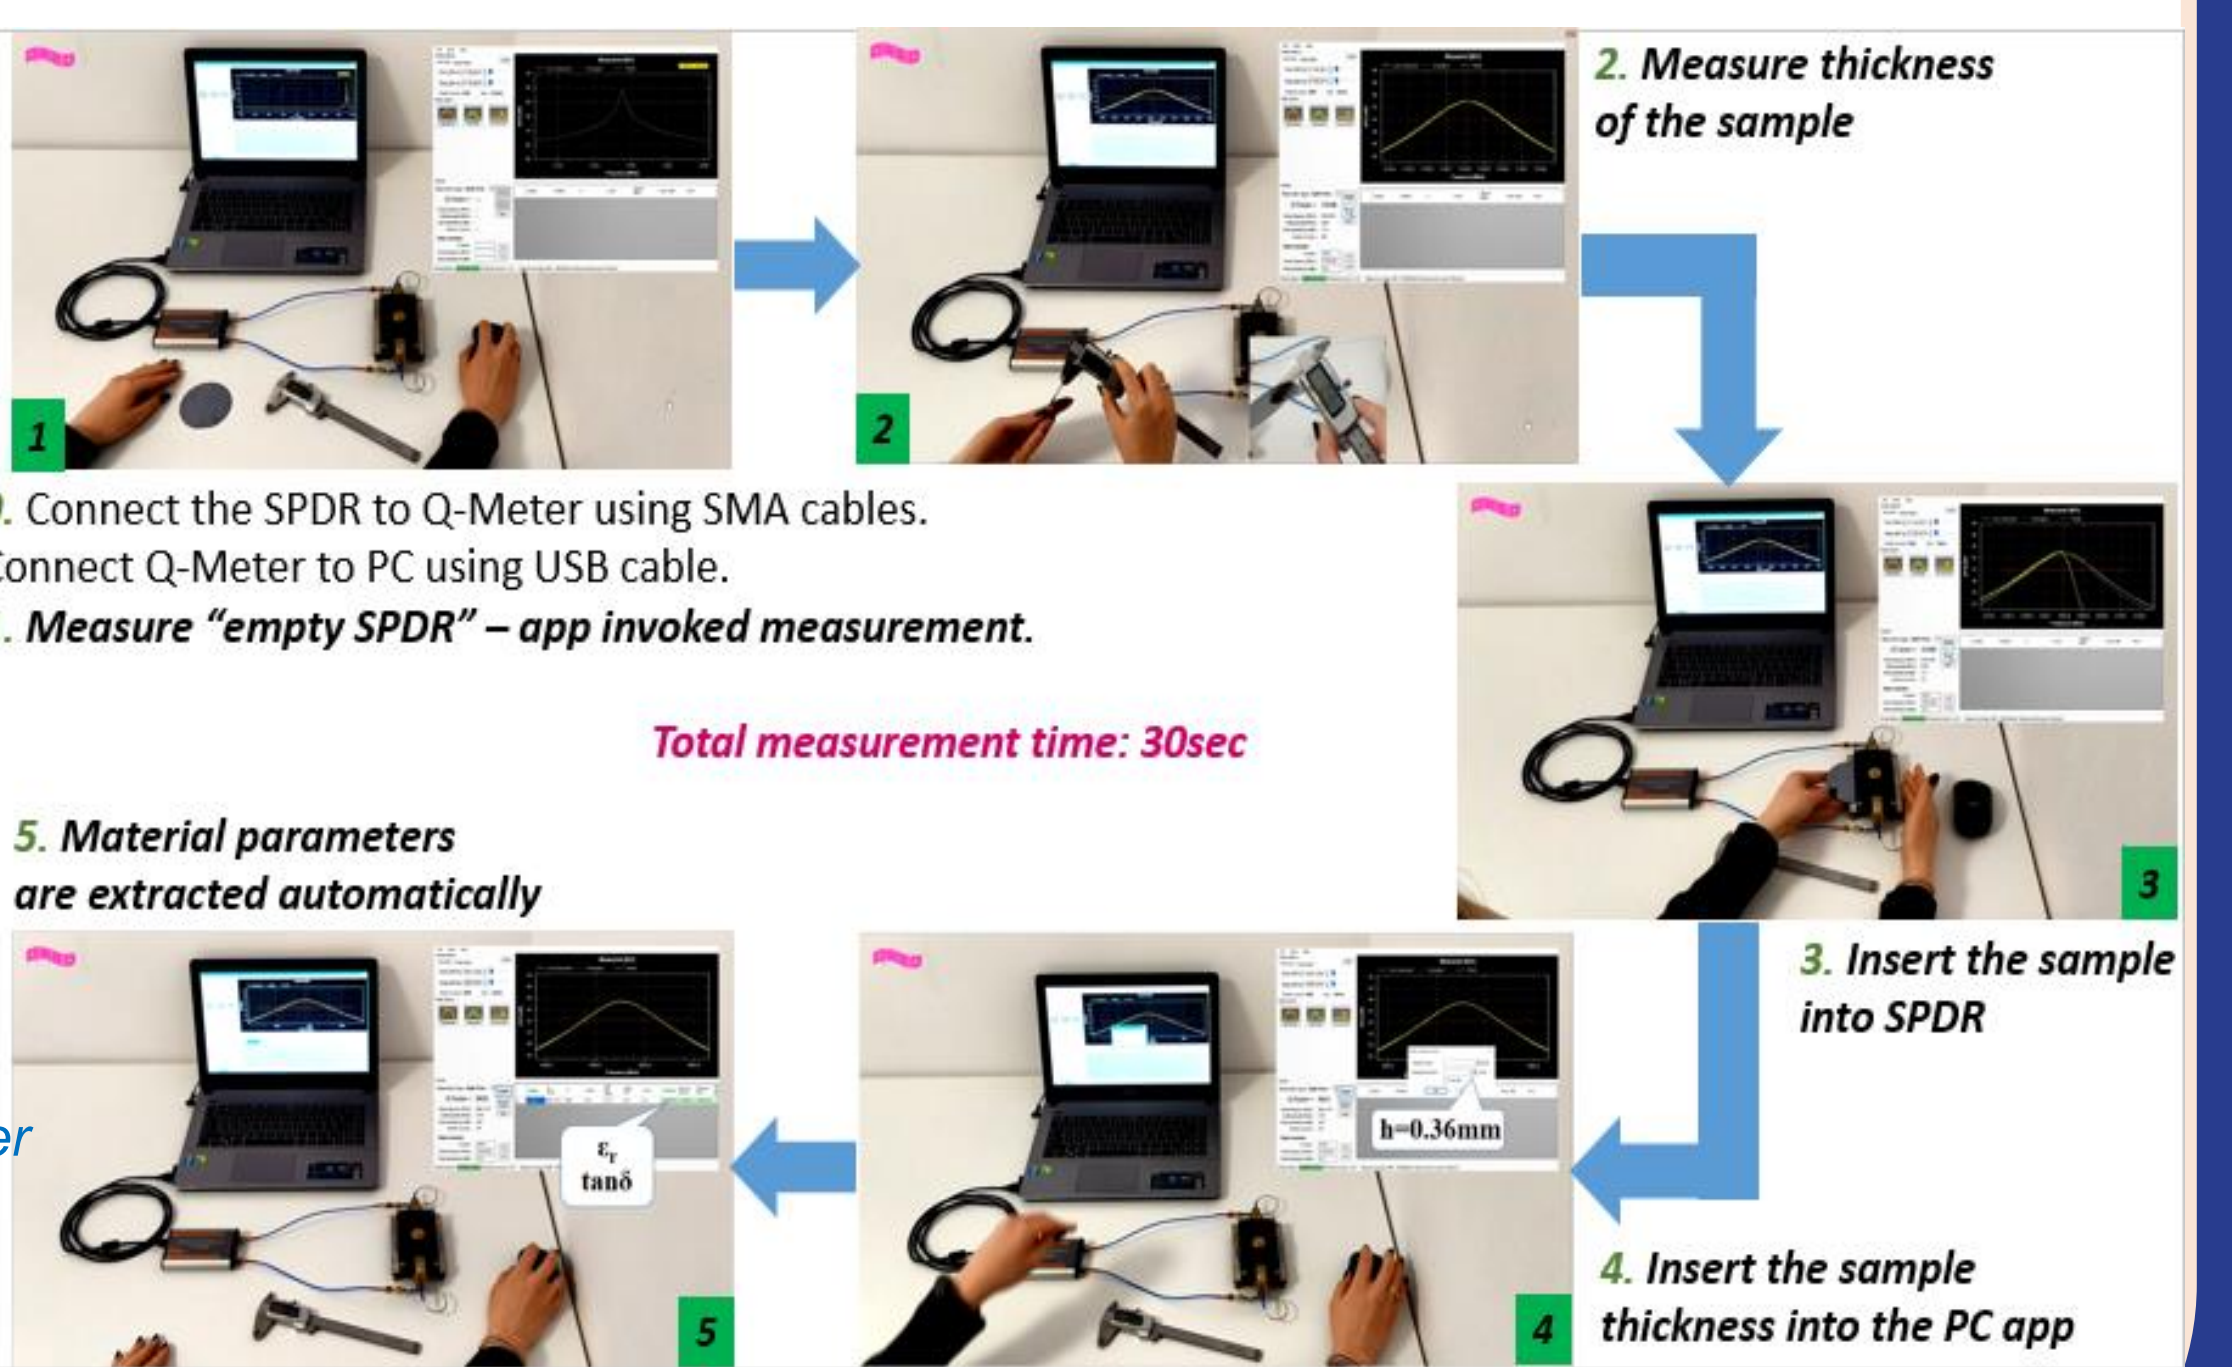 2. Measure thickness
of the sample
1
2
. Connect the SPDR to Q-Meter using SMA cables.
onnect Q-Meter to PC using USB cable.
. Measure “empty SPDR” – app invoked measurement.
Total measurement time: 30sec
3
3. Insert the sample
into SPDR
h=0.36mm
4
4. Insert the sample
thickness into the PC app
5. Material parameters
are extracted automatically
εr
tanδ
5
er